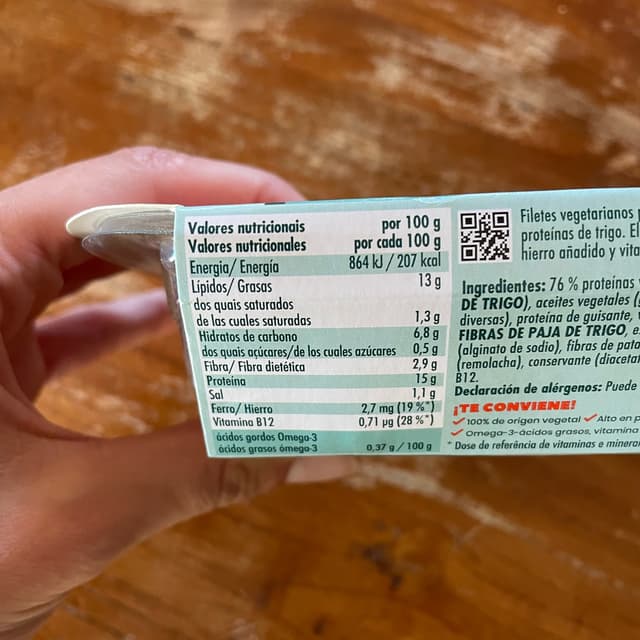 Valores nutricionais por 100 g
Valores nutricionales por cada 100 g
Energia/ Energía 864 kJ / 207 kcal
Lípidos/ Grasas 13 g
dos quais saturados
de las cuales saturadas 1,3 g
Hidratos de carbono 6,8 g
dos quais açúcares/de los cuales azúcares 0,5 g
Fibra/ Fibra dietética 2,9 g
Proteína 15 g
Sal 1,1 g
Ferro/ Hierro 2,7 mg (19 %*)
Vitamina B12 0,71 µg (28 %*)
ácidos gordos Omega-3
ácidos grasos ómega-3 0,37 g / 100 g
Filetes vegetarianos
proteínas de trigo. El
hierro añadido y vita
Ingredientes: 76 % proteínas
DE TRIGO), aceites vegetales
diversas), proteína de guisante,
FIBRAS DE PAJA DE TRIGO,
(alginato de sodio), fibras de pata
(remolacha), conservante (diacetat
B12.
Declaración de alérgenos: Puede
¡TE CONVIENE!
✓ 100% de origen vegetal ✓ Alto en p
✓ Omega-3-ácidos grasos, vitamina
* Dose de referência de vitaminas e minera